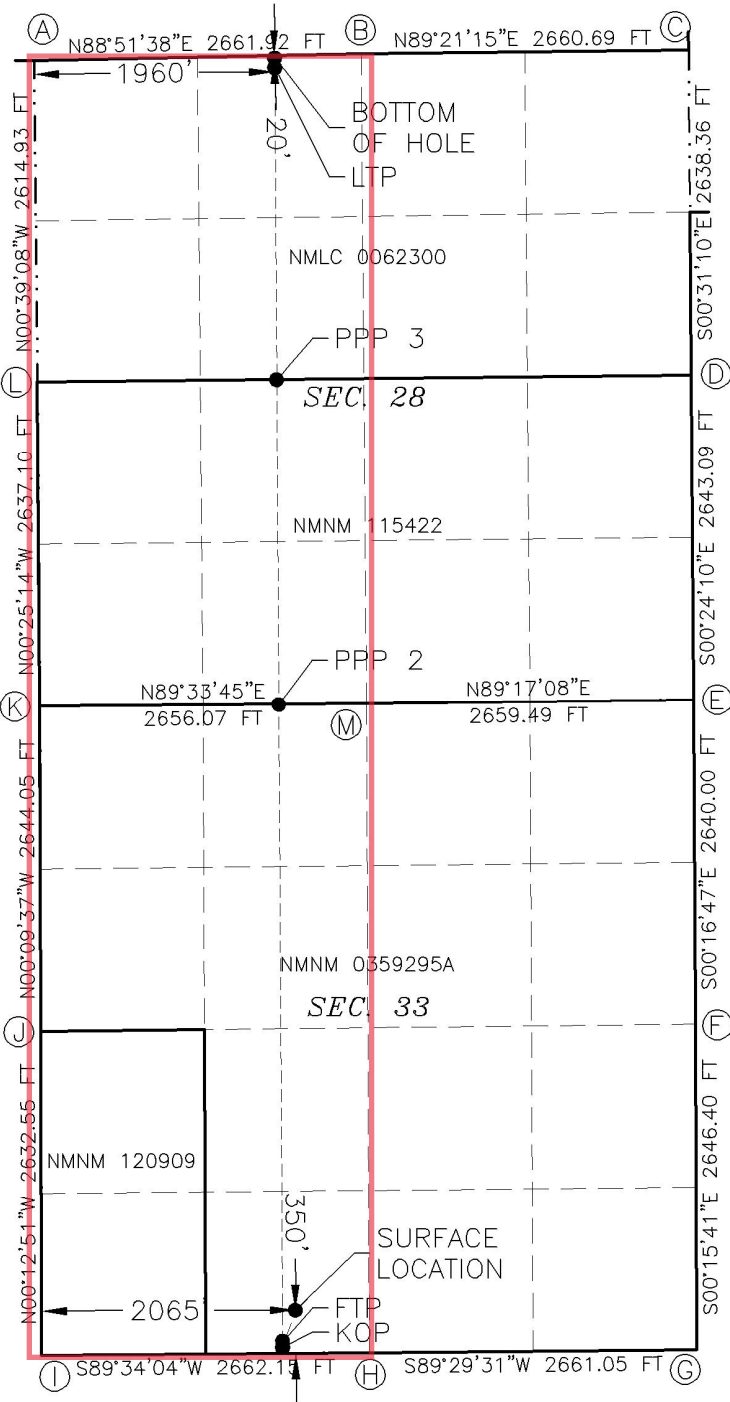 A
B
C
N88°51'38"E 2661.92 FT
N89°21'15"E 2660.69 FT
1960'
20'
BOTTOM
OF HOLE
LTP
N00°39'08"W 2614.93 FT
S00°31'10"E 2638.36 FT
NMLC 0062300
PPP 3
L
D
SEC. 28
N00°25'14"W 2637.10 FT
S00°24'10"E 2643.09 FT
NMNM 115422
PPP 2
K
N89°33'45"E
2656.07 FT
M
N89°17'08"E
2659.49 FT
E
N00°09'37"W 2644.05 FT
S00°16'47"E 2640.00 FT
NMNM 0359295A
SEC. 33
J
F
N00°12'51"W 2632.55 FT
S00°15'41"E 2646.40 FT
NMNM 120909
350'
SURFACE
LOCATION
2065'
FTP
KOP
I
S89°34'04"W 2662.15 FT
H
S89°29'31"W 2661.05 FT
G